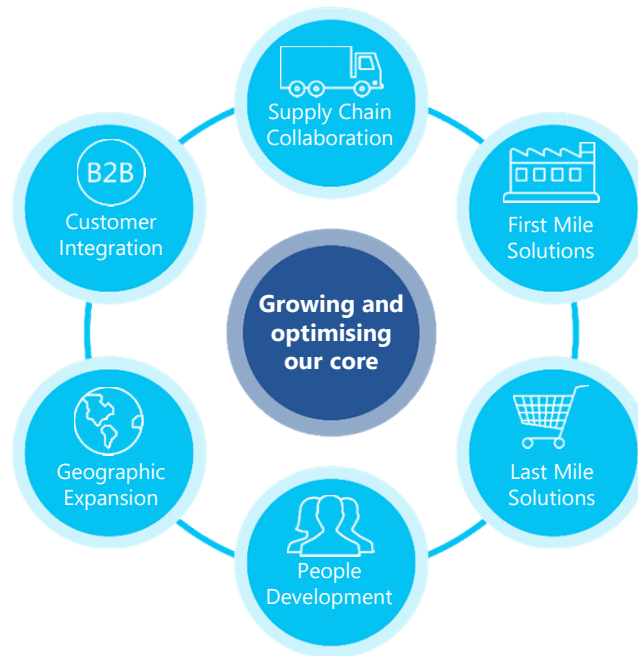 Supply Chain
Collaboration
First Mile
Solutions
Last Mile
Solutions
People
Development
Geographic
Expansion
B2B
Customer
Integration
Growing and
optimising
our core